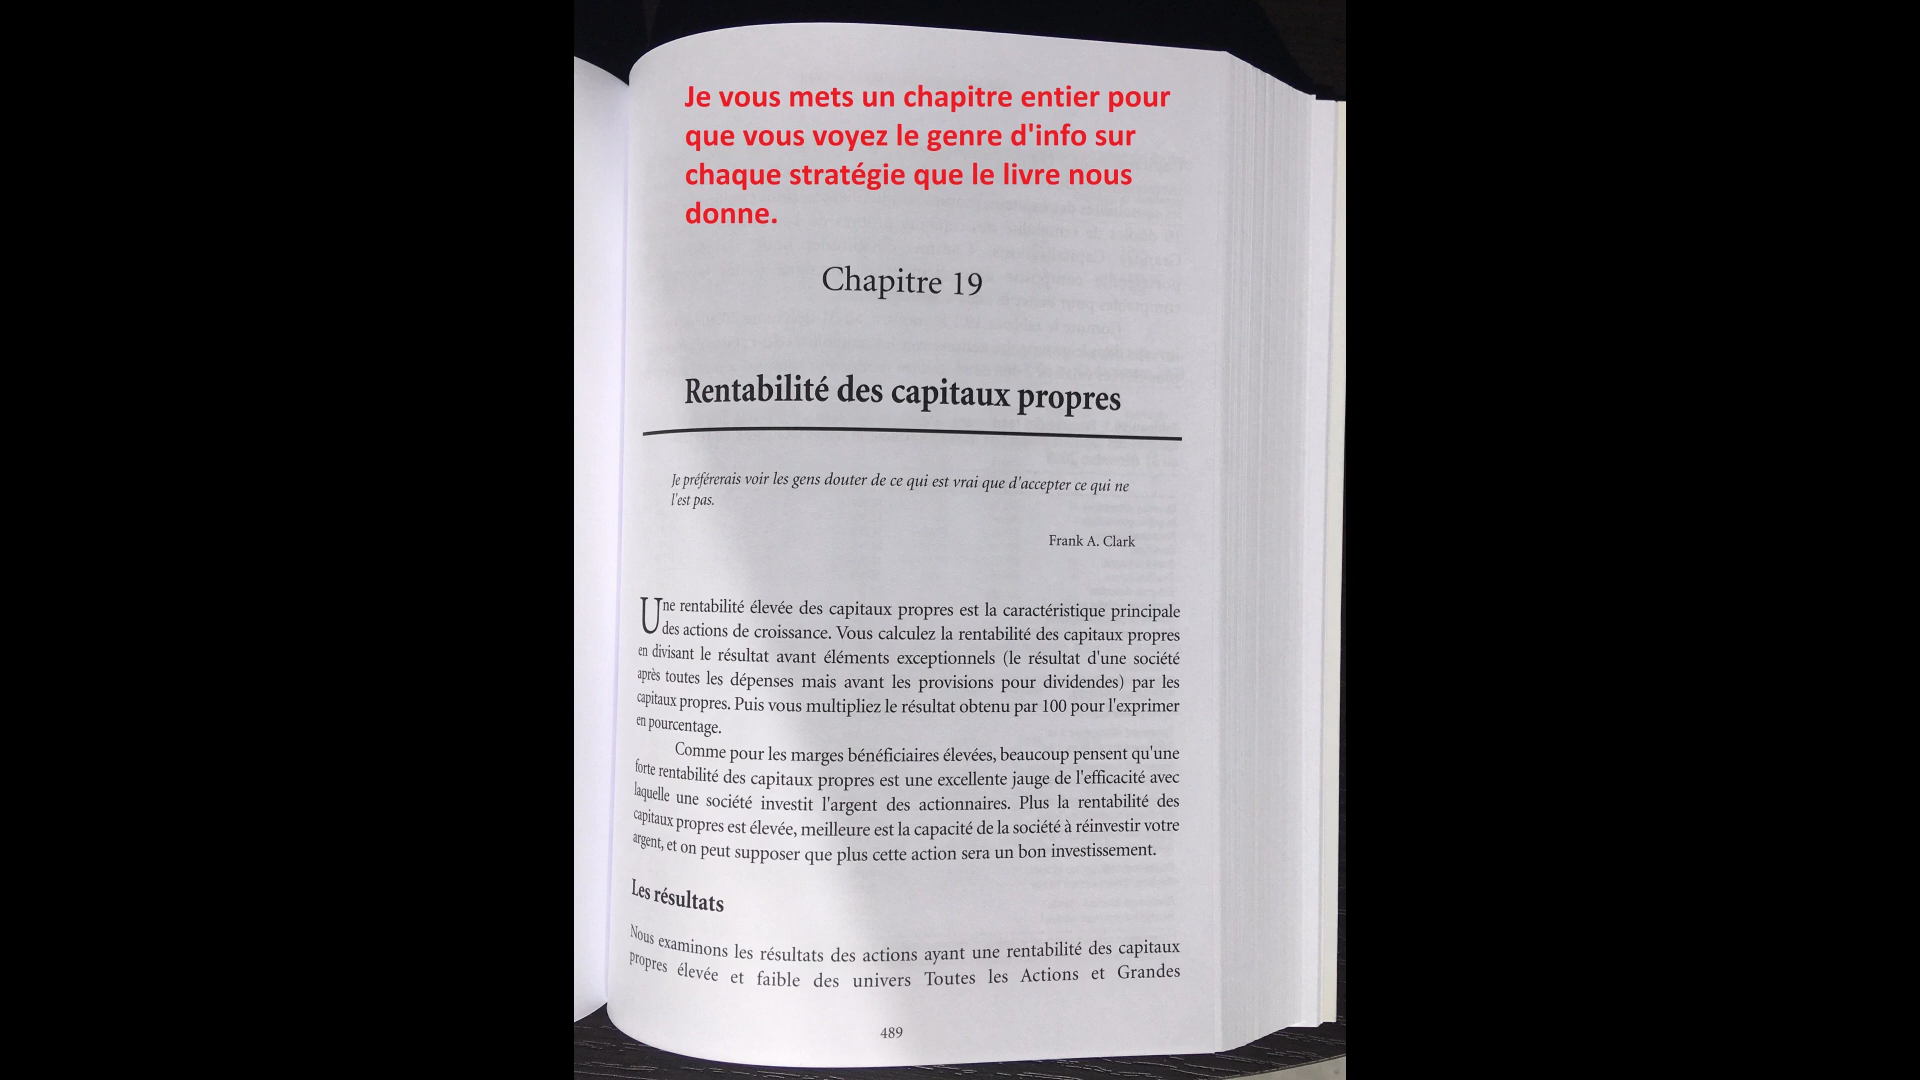 Je vous mets un chapitre entier pour
que vous voyez le genre d'info sur
chaque stratégie que le livre nous
donne.
Chapitre 19
Rentabilité des capitaux propres
Je préférerais voir les gens douter de ce qui est vrai que d'accepter ce qui ne
l'est pas.
Frank A. Clark
Une rentabilité élevée des capitaux propres est la caractéristique principale
des actions de croissance. Vous calculez la rentabilité des capitaux propres
en divisant le résultat avant éléments exceptionnels (le résultat d'une société
après toutes les dépenses mais avant les provisions pour dividendes) par les
capitaux propres. Puis vous multipliez le résultat obtenu par 100 pour l'exprimer
en pourcentage.
Comme pour les marges bénéficiaires élevées, beaucoup pensent qu'une
forte rentabilité des capitaux propres est une excellente jauge de l'efficacité avec
laquelle une société investit l'argent des actionnaires. Plus la rentabilité des
capitaux propres est élevée, meilleure est la capacité de la société à réinvestir votre
argent, et on peut supposer que plus cette action sera un bon investissement.
Les résultats
Nous examinons les résultats des actions ayant une rentabilité des capitaux
propres élevée et faible des univers Toutes les Actions et Grandes
489